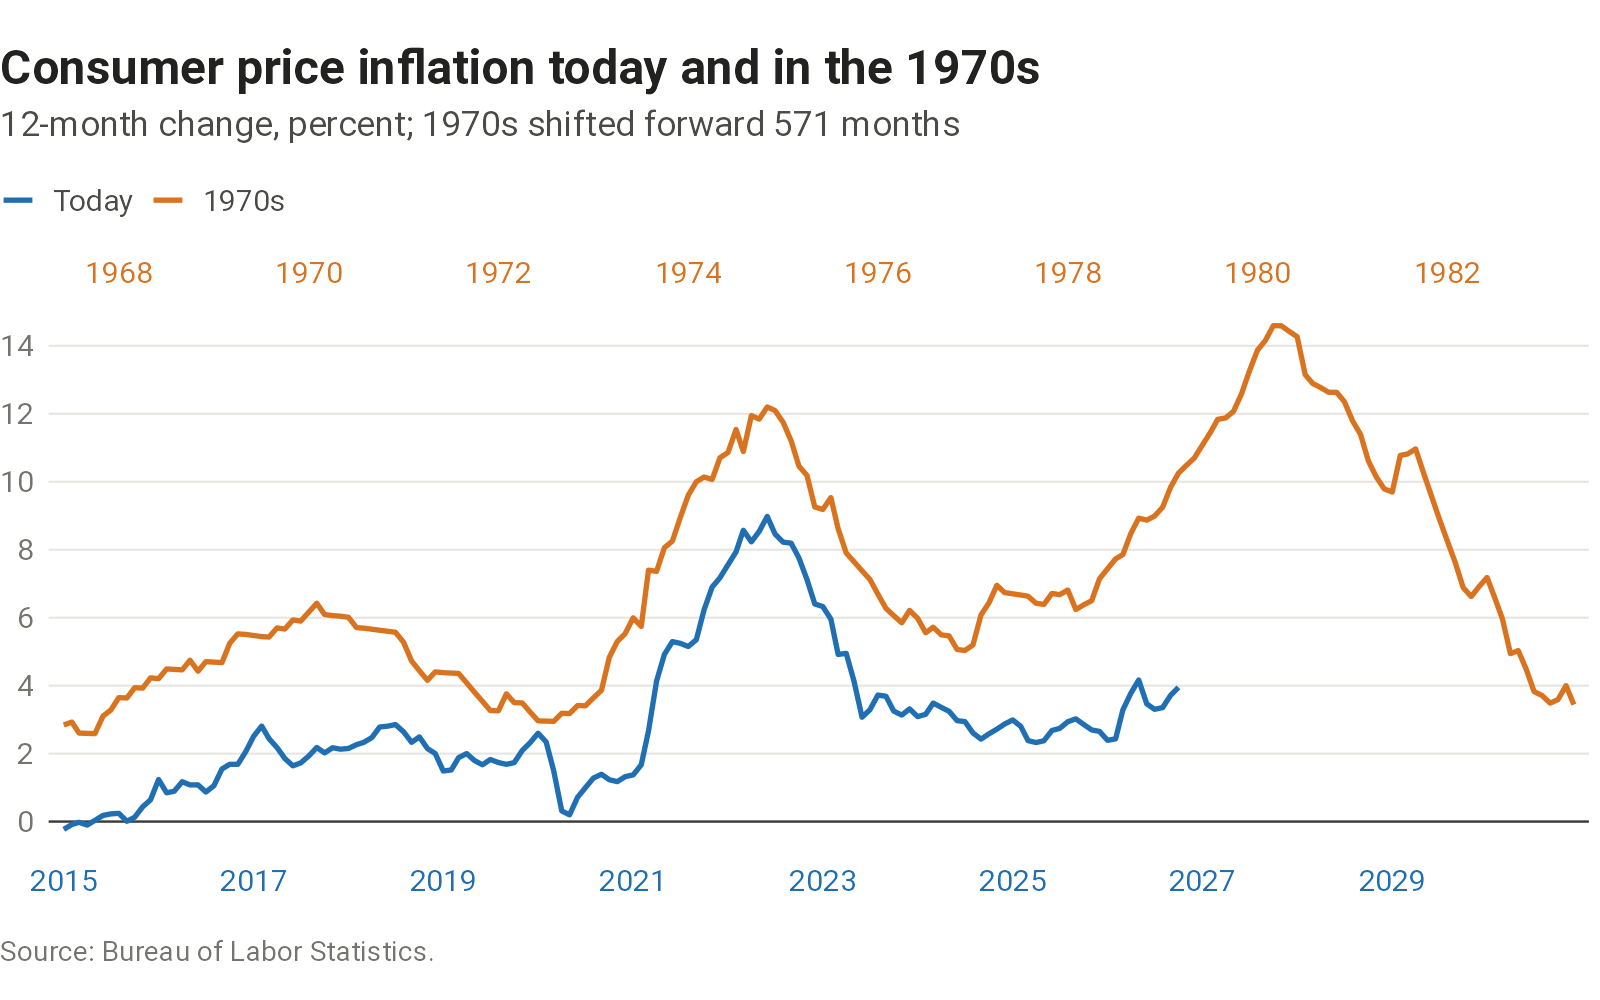 Consumer price inflation today and in the 1970s
12-month change, percent; 1970s shifted forward 571 months
Today 1970s
1968 1970 1972 1974 1976 1978 1980 1982
14
12
10
8
6
4
2
0
2015 2017 2019 2021 2023 2025 2027 2029
Source: Bureau of Labor Statistics.